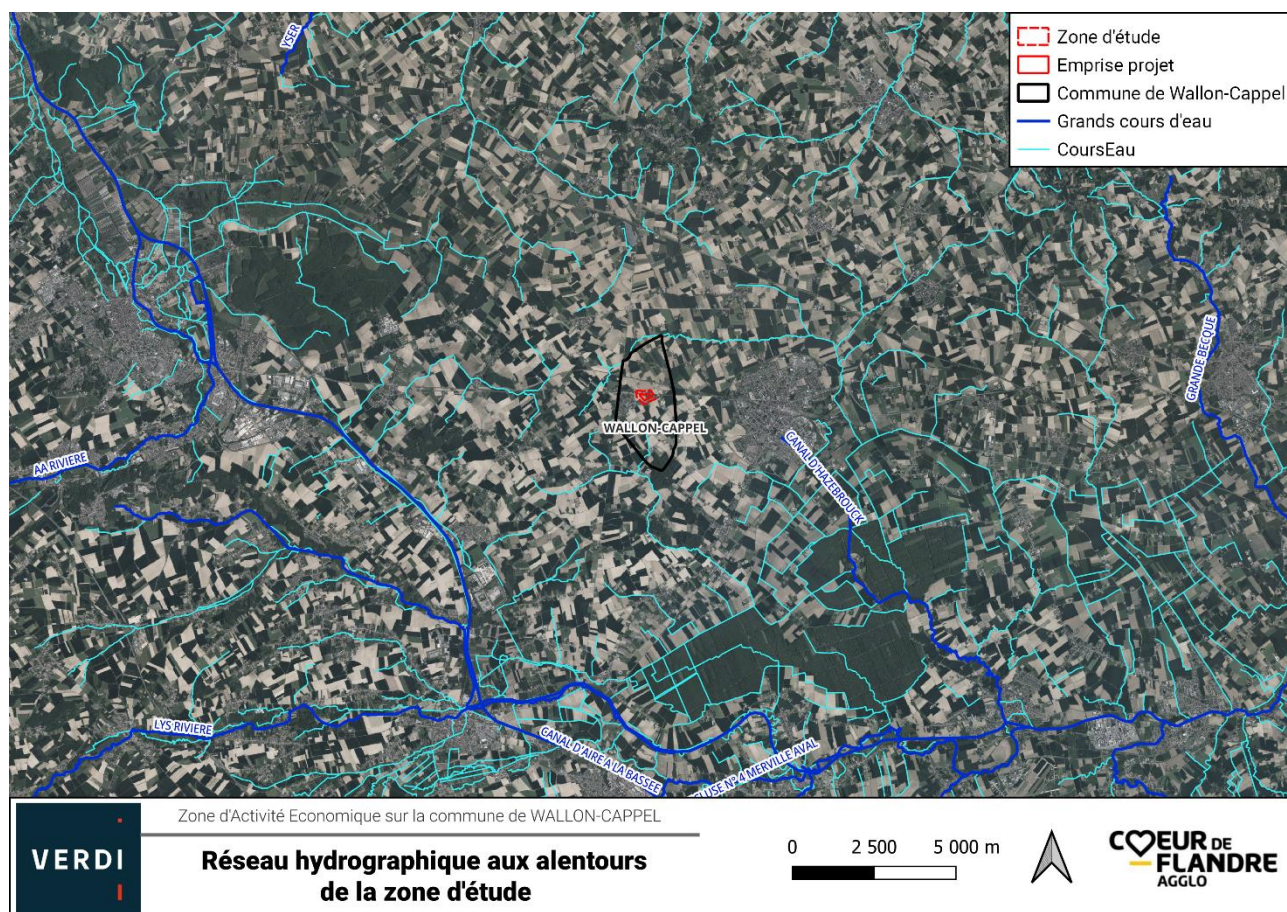 Zone d'étude
Emprise projet
Commune de Wallon-Cappel
Grands cours d'eau
CoursEau
YSER
GRANDE BECQUE
WALLON-CAPPEL
CANAL D'HAZEBROUCK
AA RIVIERE
LYS RIVIERE
CANAL D'AIRE A LA BASSEE
CLUSE N° 4 MERVILLE AVAL
VERDI
Zone d'Activité Economique sur la commune de WALLON-CAPPEL
Réseau hydrographique aux alentours
de la zone d'étude
0 2 500 5 000 m
CŒUR DE
FLANDRE
AGGLO